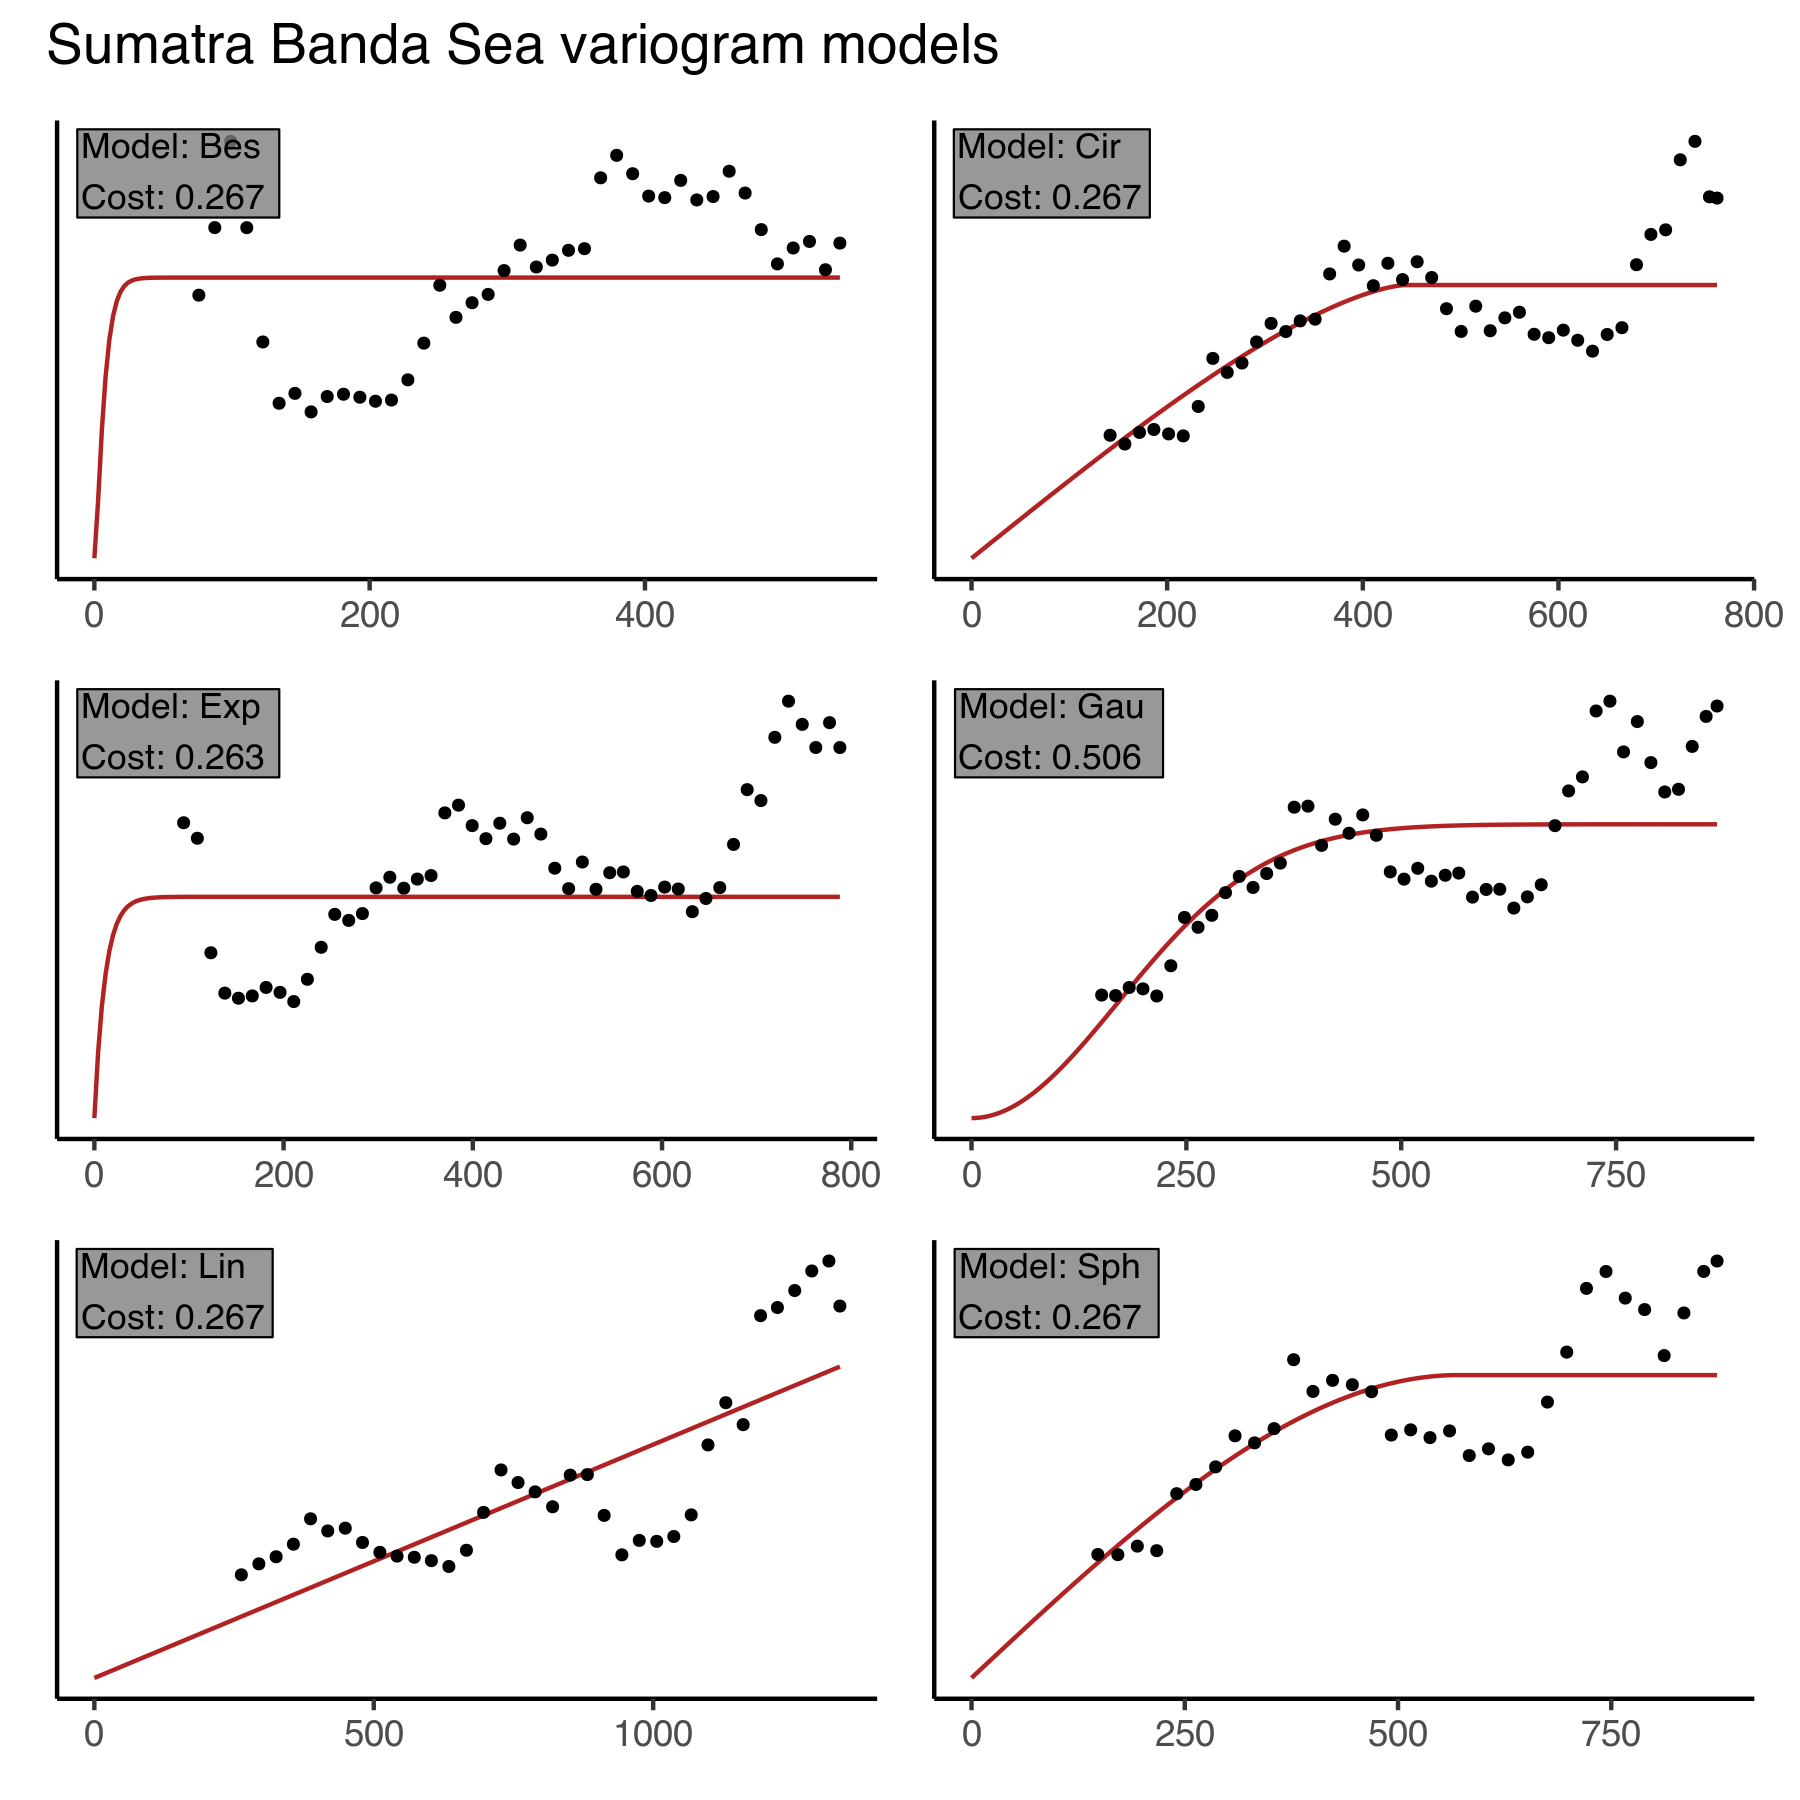 Sumatra Banda Sea variogram models
Model: Bes
Cost: 0.267
0 200 400
Model: Cir
Cost: 0.267
0 200 400 600 800
Model: Exp
Cost: 0.263
0 200 400 600 800
Model: Gau
Cost: 0.506
0 250 500 750
Model: Lin
Cost: 0.267
0 500 1000
Model: Sph
Cost: 0.267
0 250 500 750